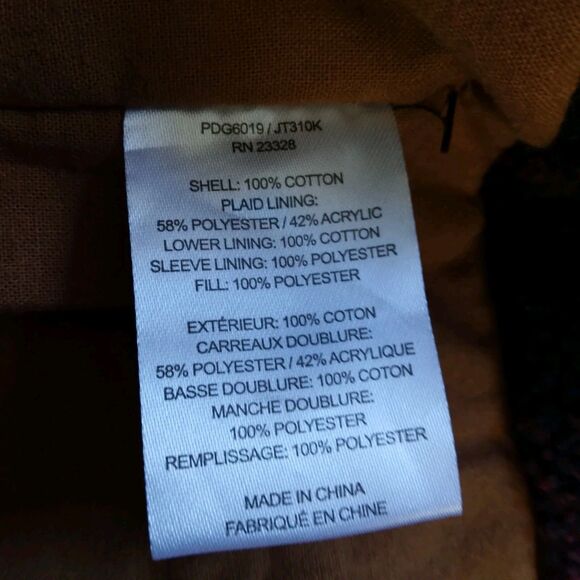 PDG6019 / JT310K
RN 23328
SHELL: 100% COTTON
PLAID LINING:
58% POLYESTER / 42% ACRYLIC
LOWER LINING: 100% COTTON
SLEEVE LINING: 100% POLYESTER
FILL: 100% POLYESTER
EXTÉRIEUR: 100% COTON
CARREAUX DOUBLURE:
58% POLYESTER / 42% ACRYLIQUE
BASSE DOUBLURE: 100% COTON
MANCHE DOUBLURE:
100% POLYESTER
REMPLISSAGE: 100% POLYESTER
MADE IN CHINA
FABRIQUÉ EN CHINE